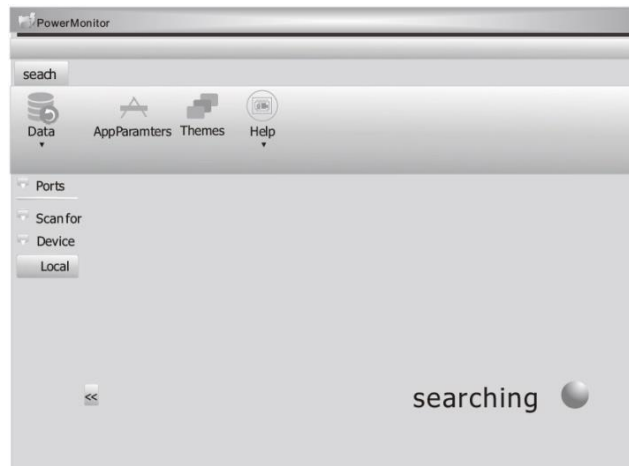 PowerMonitor
seach
Data AppParamters Themes Help
Ports
Scan for
Device
Local
<< searching